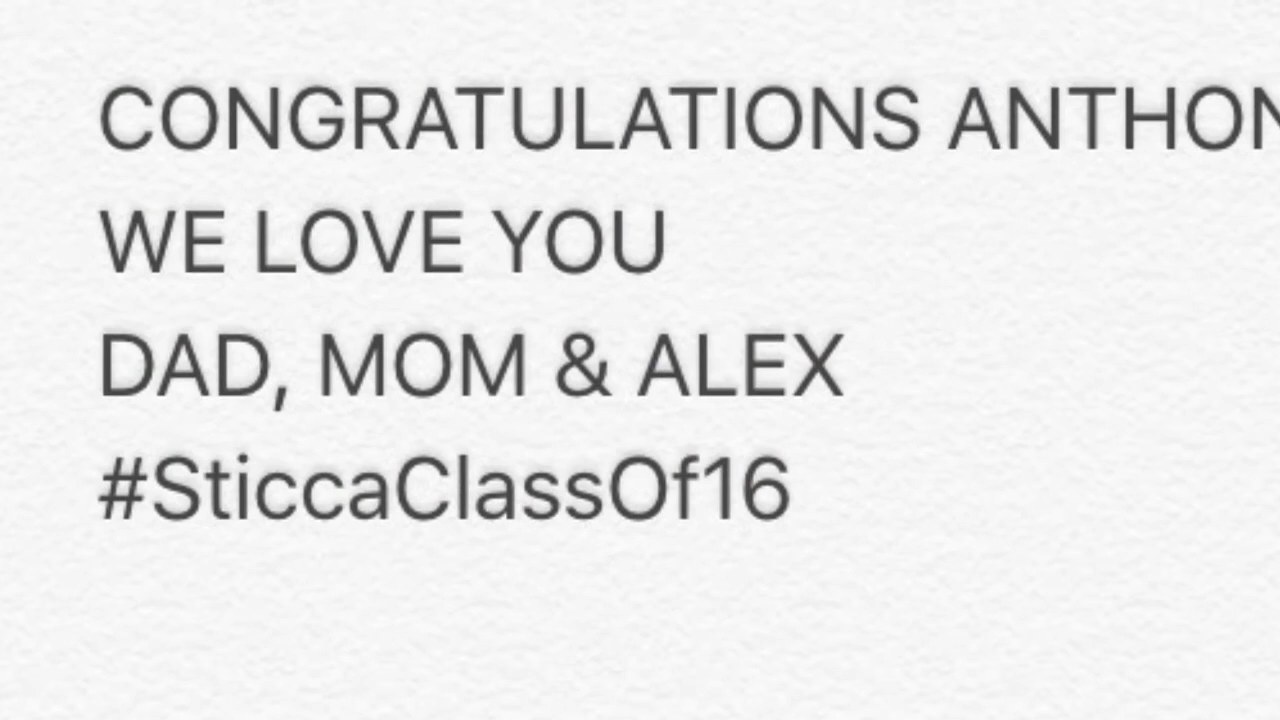 CONGRATULATIONS ANTHON
WE LOVE YOU
DAD, MOM & ALEX
#SticcaClassOf16